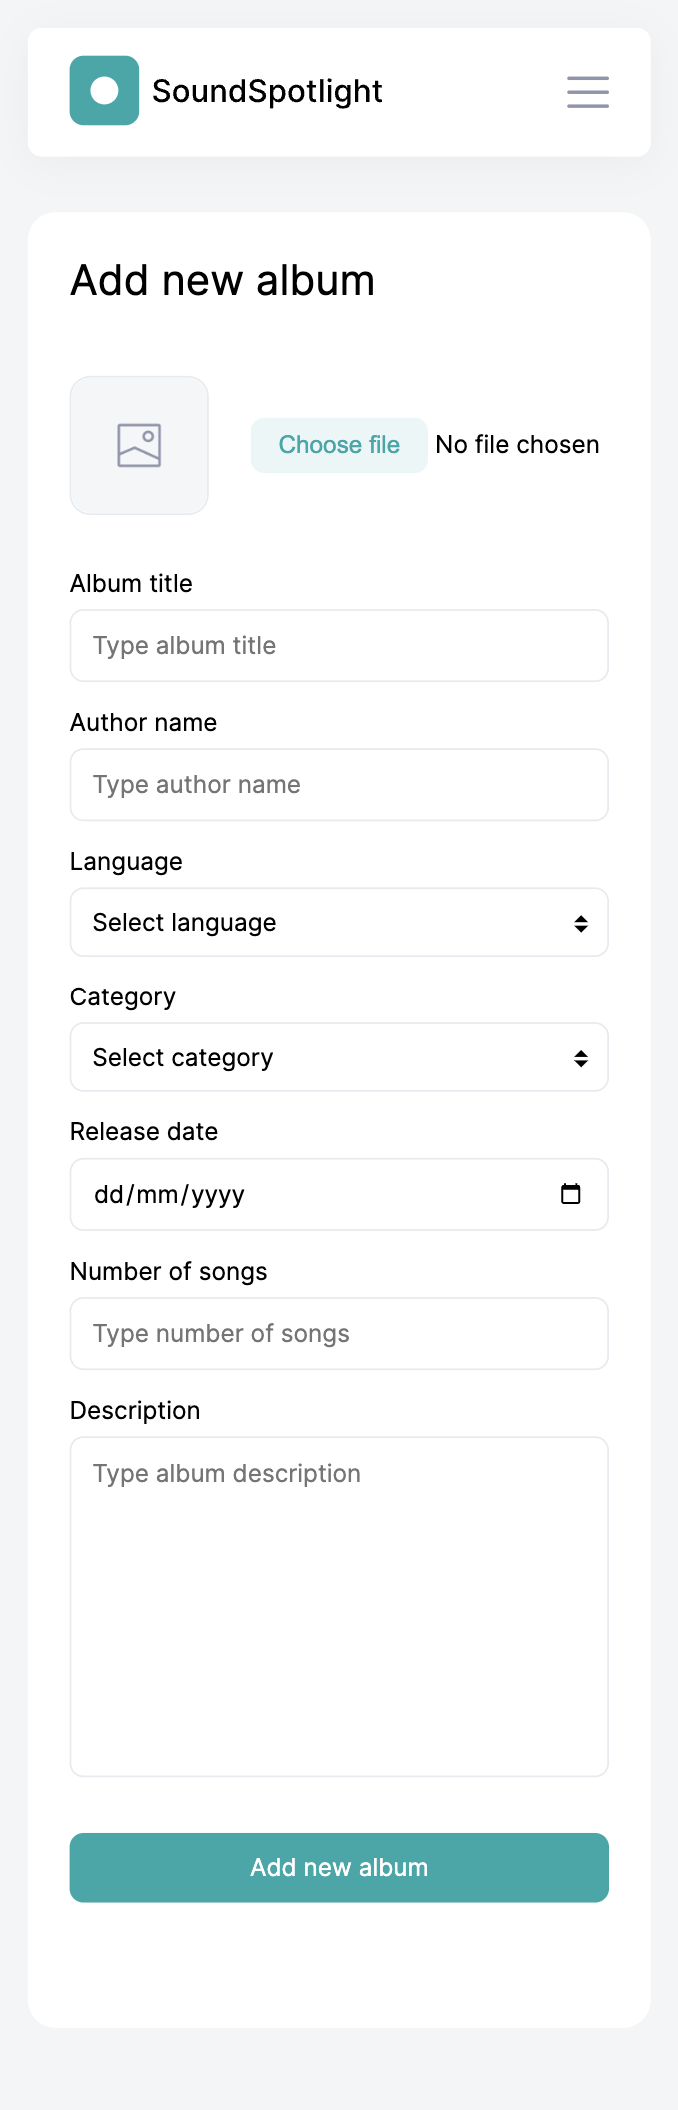 SoundSpotlight
Add new album
Choose file No file chosen
Album title
Type album title
Author name
Type author name
Language
Select language
Category
Select category
Release date
dd/mm/yyyy
Number of songs
Type number of songs
Description
Type album description
Add new album